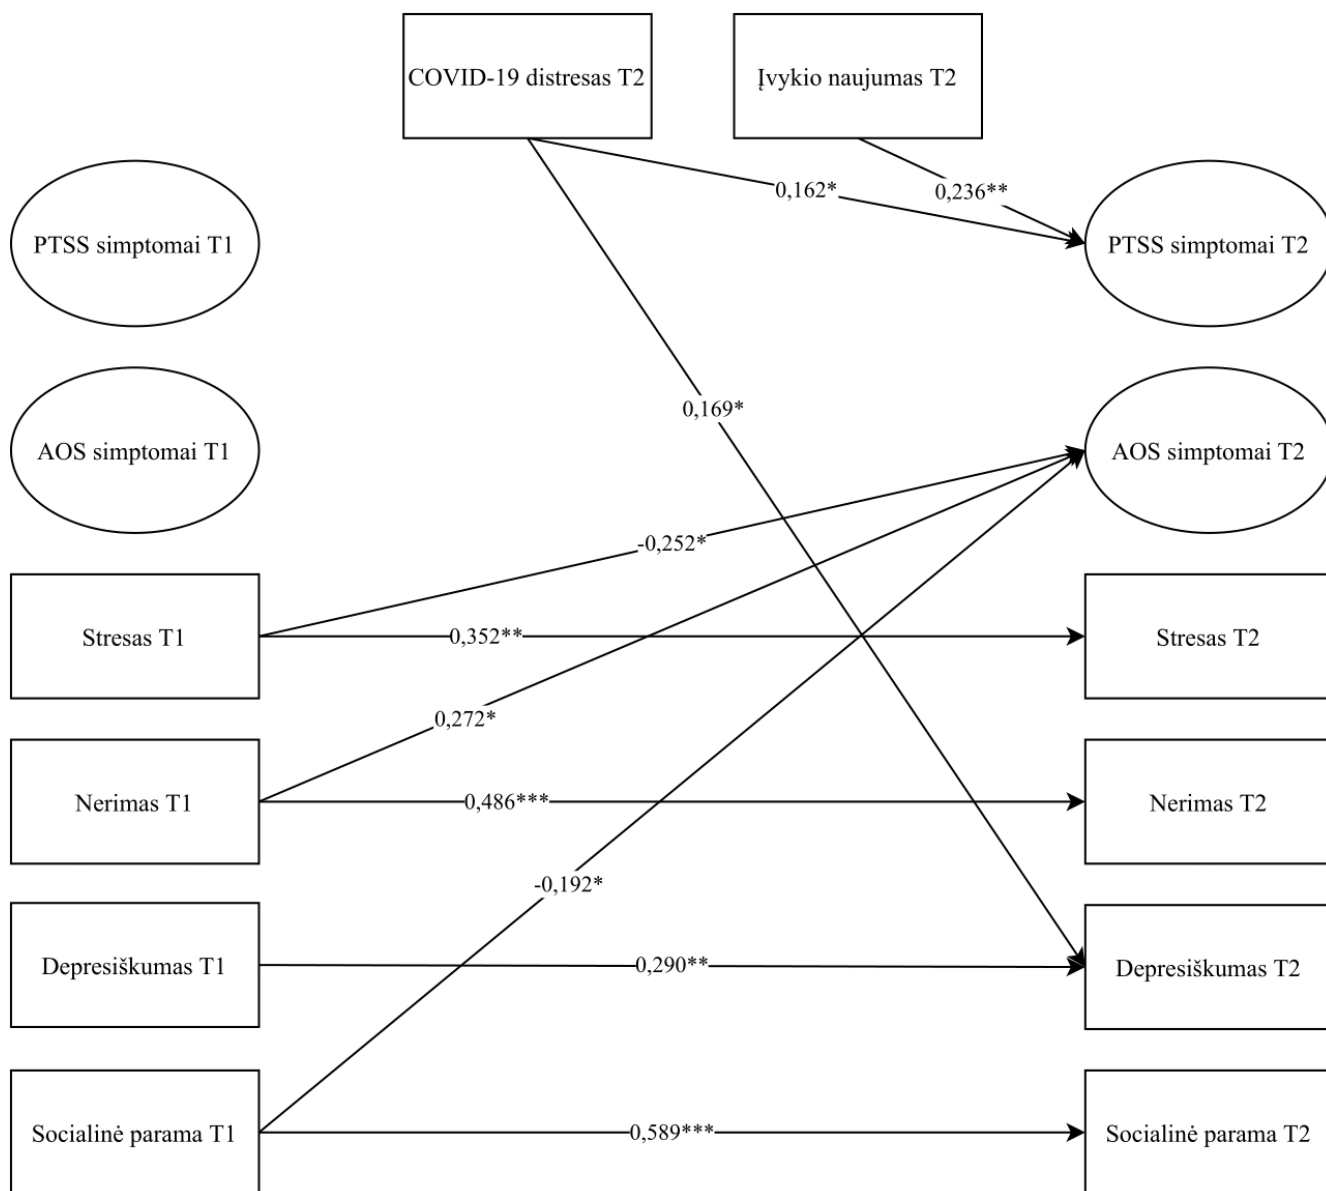 COVID-19 distresas T2
Įvykio naujumas T2
0,162*
0,236**
PTSS simptomai T1
PTSS simptomai T2
0,169*
AOS simptomai T1
AOS simptomai T2
-0,252*
Stresas T1
0,352**
Stresas T2
0,272*
Nerimas T1
0,486***
Nerimas T2
-0,192*
Depresiškumas T1
0,290**
Depresiškumas T2
Socialinė parama T1
0,589***
Socialinė parama T2